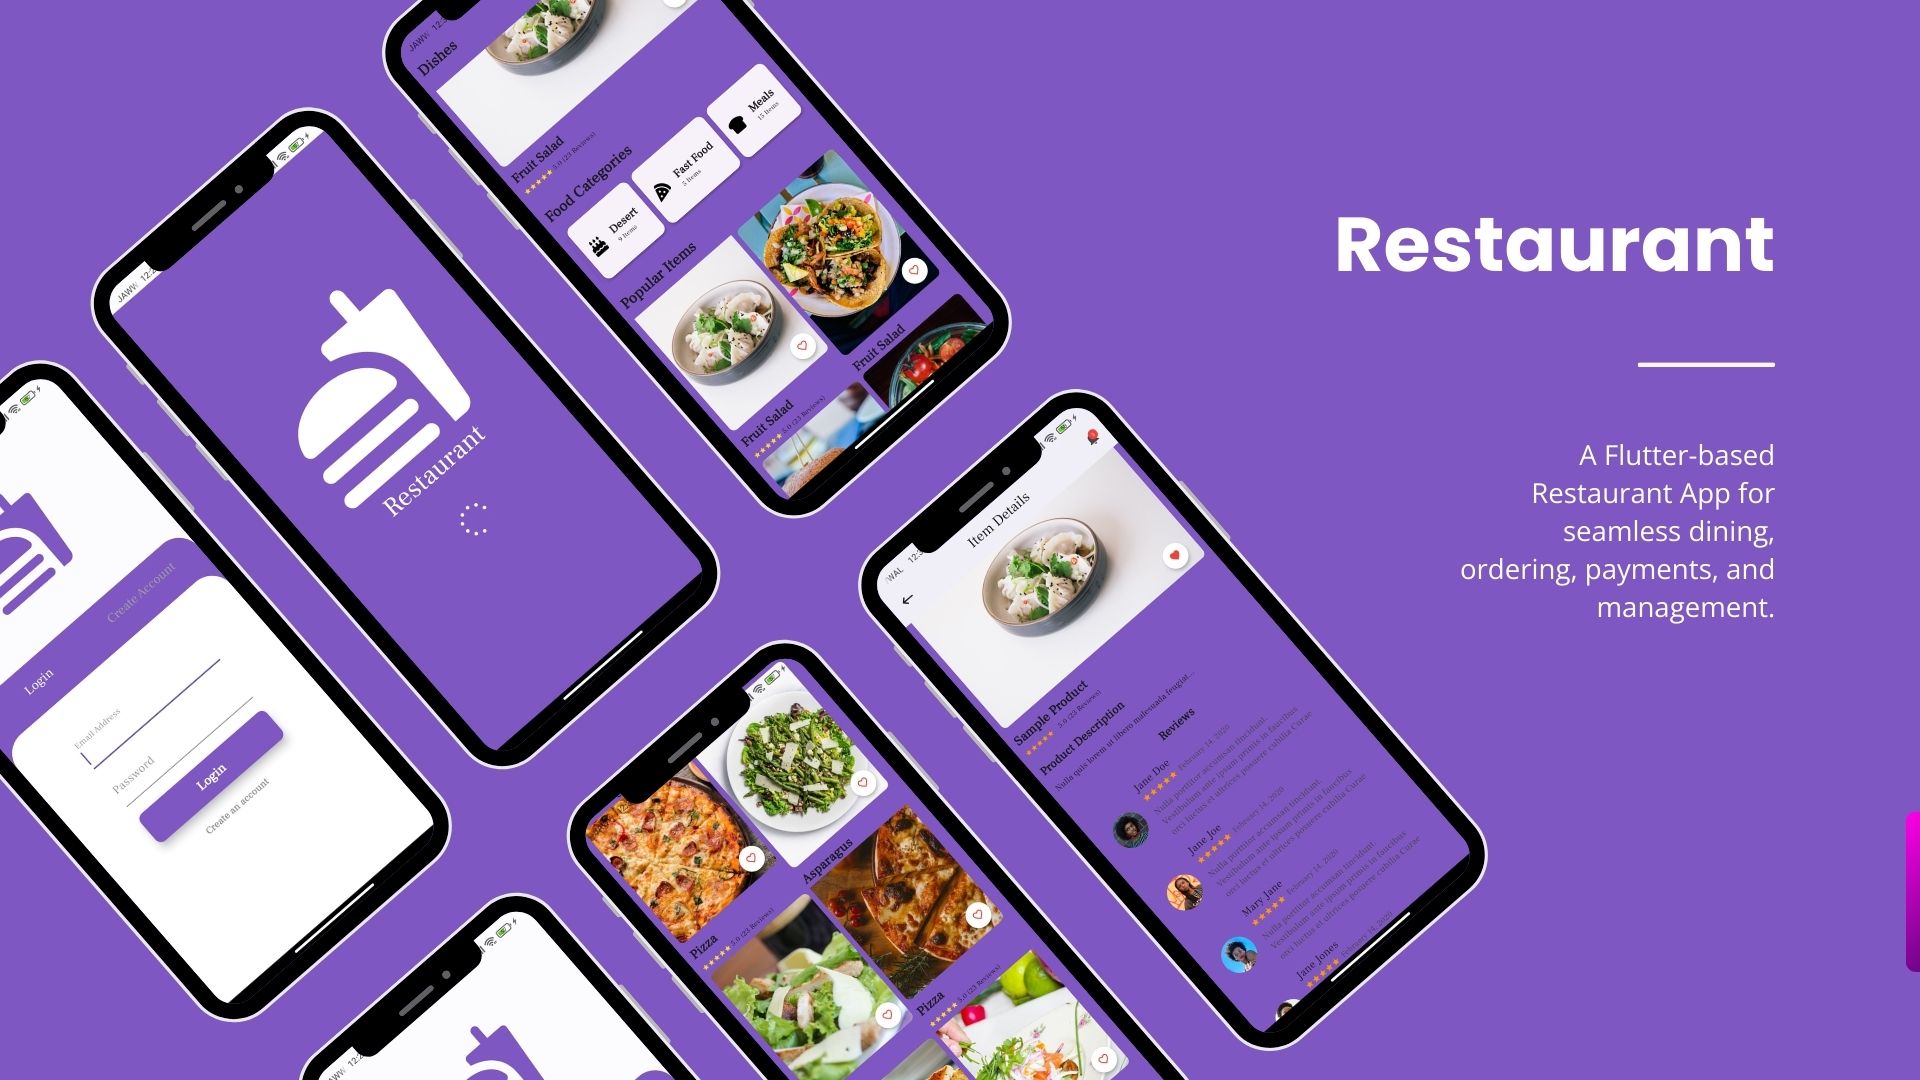 Restaurant
A Flutter-based
Restaurant App for
seamless dining,
ordering, payments, and
management.
Dishes
Fruit Salad
5.0 (23 Reviews)
Food Categories
Desert
9 Items
Fast Food
5 Items
Meals
15 Items
Popular Items
Fruit Salad
5.0 (23 Reviews)
Fruit Salad
Restaurant
Login
Create Account
Email Address
Password
Login
Create an account
Item Details
Sample Product
5.0 (23 Reviews)
Product Description
Nulla quis lorem ut libero malesuada feugiat...
Reviews
Jane Doe
February 14, 2020
Nulla porttitor accumsan tincidunt.
Vestibulum ante ipsum primis in faucibus
orci luctus et ultrices posuere cubilia Curae
Jane Joe
February 14, 2020
Nulla porttitor accumsan tincidunt.
Vestibulum ante ipsum primis in faucibus
orci luctus et ultrices posuere cubilia Curae
Mary Jane
February 14, 2020
Nulla porttitor accumsan tincidunt.
Vestibulum ante ipsum primis in faucibus
orci luctus et ultrices posuere cubilia Curae
Jane Jones
February 14, 2020
Pizza
5.0 (23 Reviews)
Asparagus
Pizza
5.0 (23 Reviews)